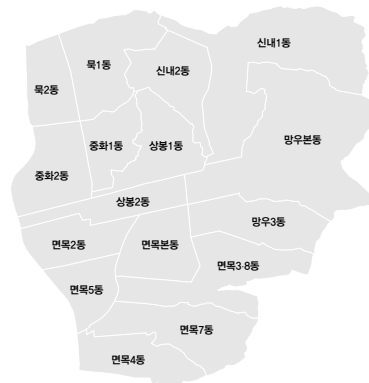 신내1동
묵1동
신내2동
묵2동
망우본동
중화1동
상봉1동
중화2동
상봉2동
망우3동
면목2동
면목본동
면목3·8동
면목5동
면목7동
면목4동